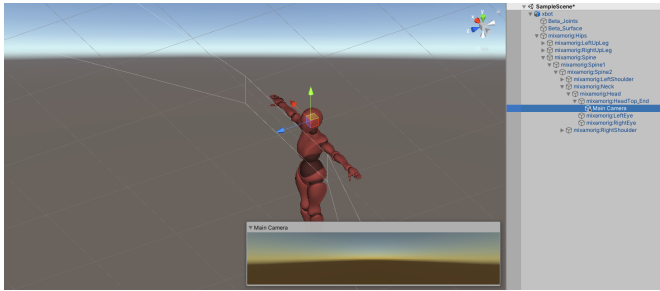 SampleScene*
xbot
Beta_Joints
Beta_Surface
mixamorig:Hips
mixamorig:LeftUpLeg
mixamorig:RightUpLeg
mixamorig:Spine
mixamorig:Spine1
mixamorig:Spine2
mixamorig:LeftShoulder
mixamorig:Neck
mixamorig:Head
mixamorig:HeadTop_End
Main Camera
mixamorig:LeftEye
mixamorig:RightEye
mixamorig:RightShoulder
Main Camera